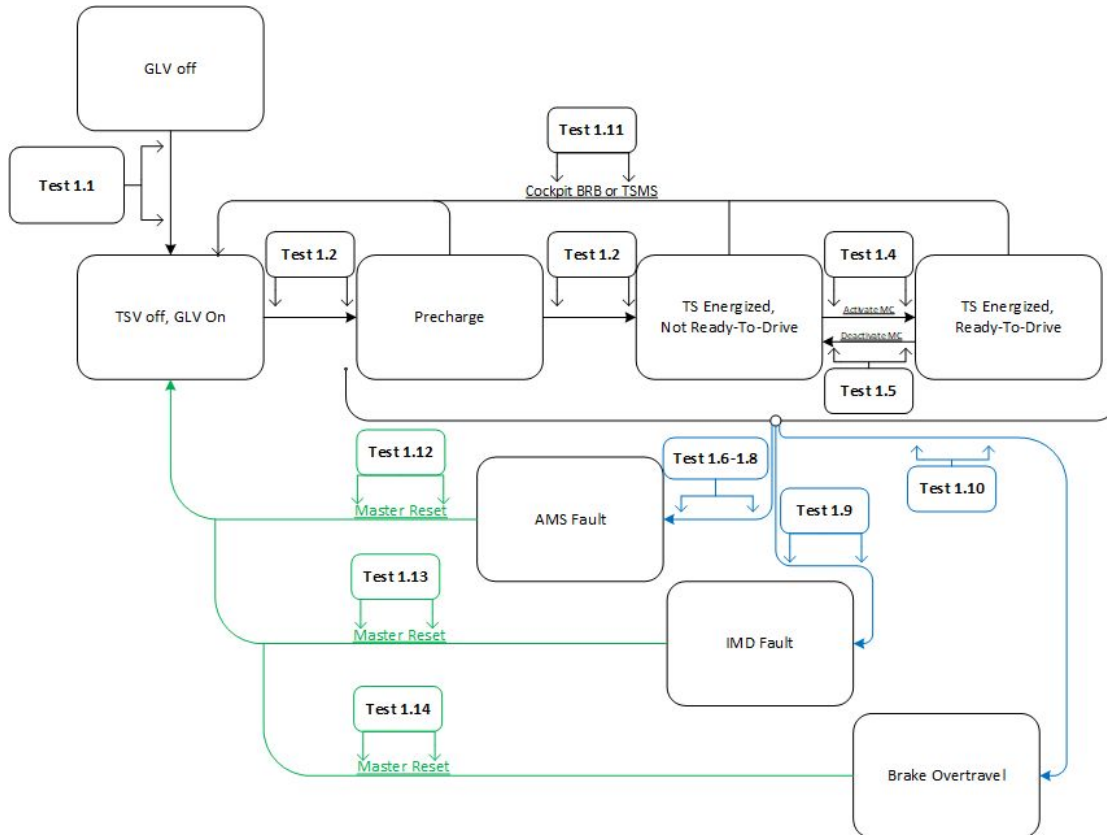 GLV off
Test 1.11
Test 1.1
Cockpit BRB or TSMS
Test 1.2
Test 1.2
Test 1.4
TSV off, GLV On
Precharge
TS Energized,
Not Ready-To-Drive
Activate MC
Deactivate MC
TS Energized,
Ready-To-Drive
Test 1.5
Test 1.12
Master Reset
AMS Fault
Test 1.6-1.8
Test 1.9
Test 1.10
Test 1.13
Master Reset
IMD Fault
Test 1.14
Master Reset
Brake Overtravel